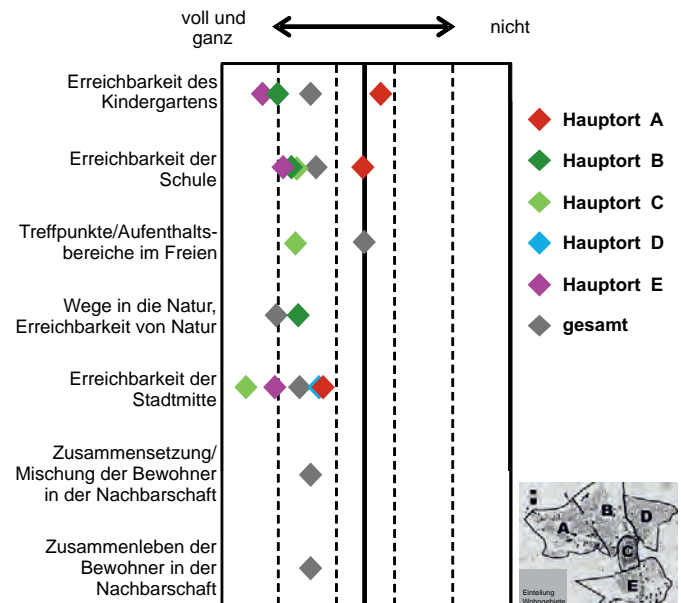 voll und
ganz
nicht
Erreichbarkeit des
Kindergartens
Erreichbarkeit der
Schule
Treffpunkte/Aufenthalts-
bereiche im Freien
Wege in die Natur,
Erreichbarkeit von Natur
Erreichbarkeit der
Stadtmitte
Zusammensetzung/
Mischung der Bewohner
in der Nachbarschaft
Zusammenleben der
Bewohner in der
Nachbarschaft
Hauptort A
Hauptort B
Hauptort C
Hauptort D
Hauptort E
gesamt
A
B
D
C
E
Einteilung
Wohngebiete